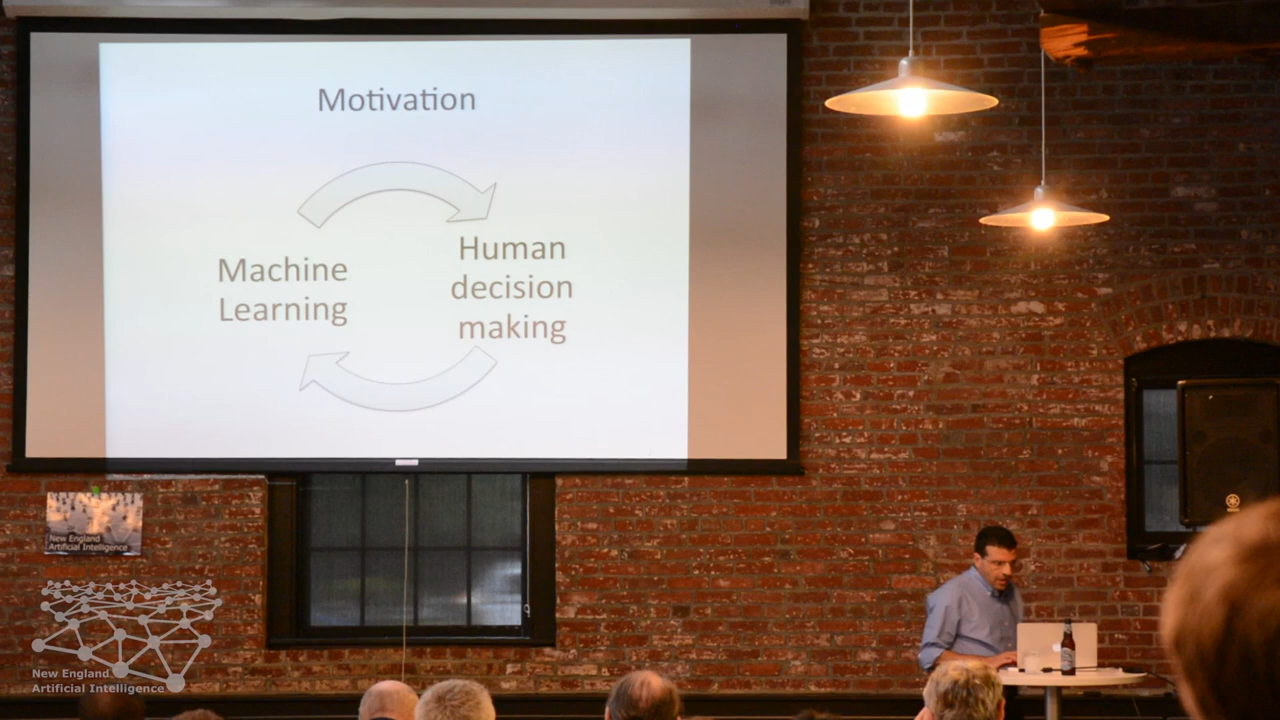 Motivation
Machine
Learning
Human
decision
making
New England
Artificial Intelligence
New England
Artificial Intelligence